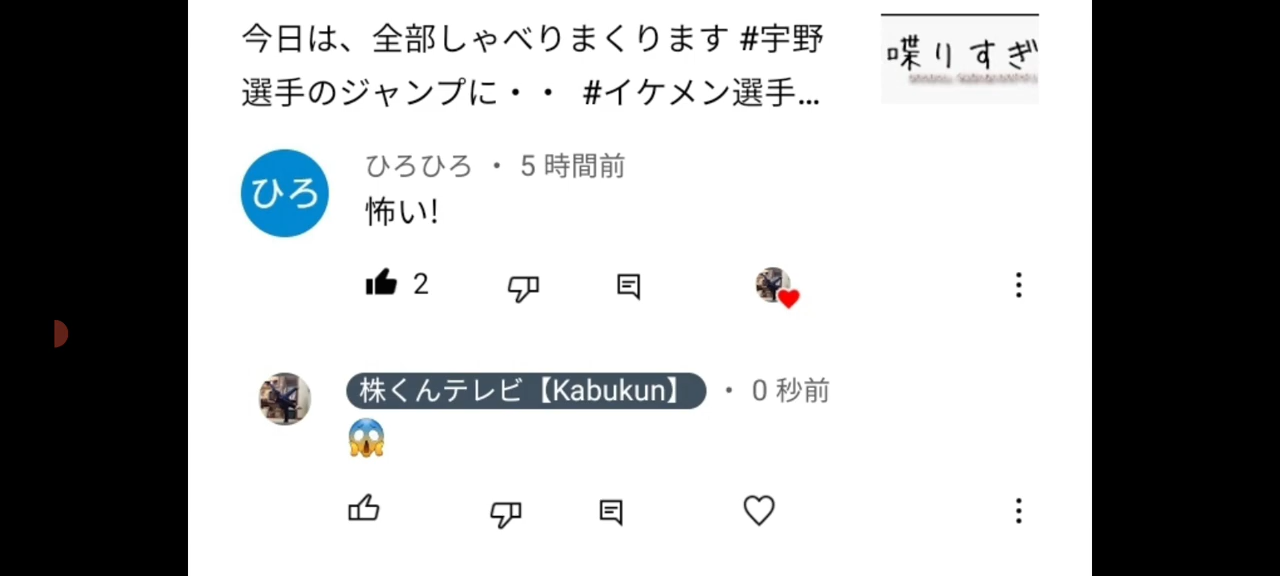 今日は、全部しゃべりまくります #宇野
選手のジャンプに・・ #イケメン選手...
喋りすぎ
ひろ
ひろひろ ・ 5 時間前
怖い!
2
株くんテレビ【Kabukun】 ・ 0 秒前
😱